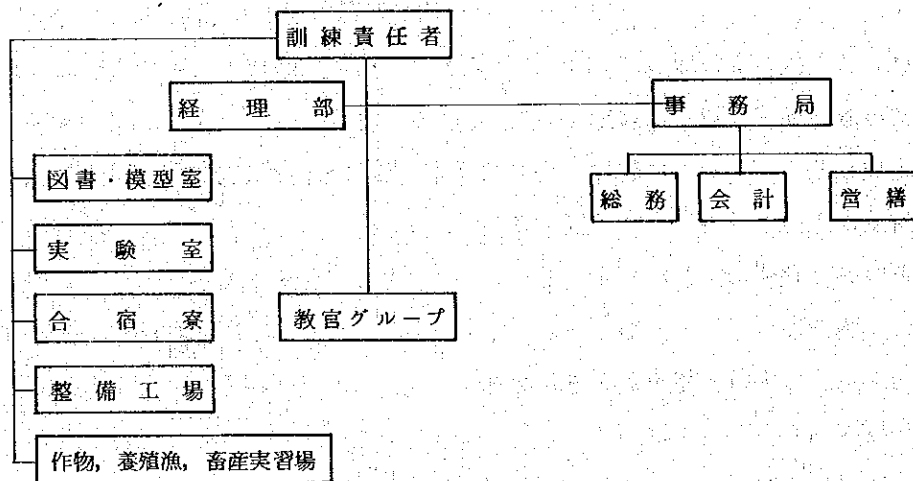 訓練責任者
経理部
事務局
図書・模型室
総務
会計
営繕
実験室
合宿寮
教官グループ
整備工場
作物，養殖漁，畜産実習場